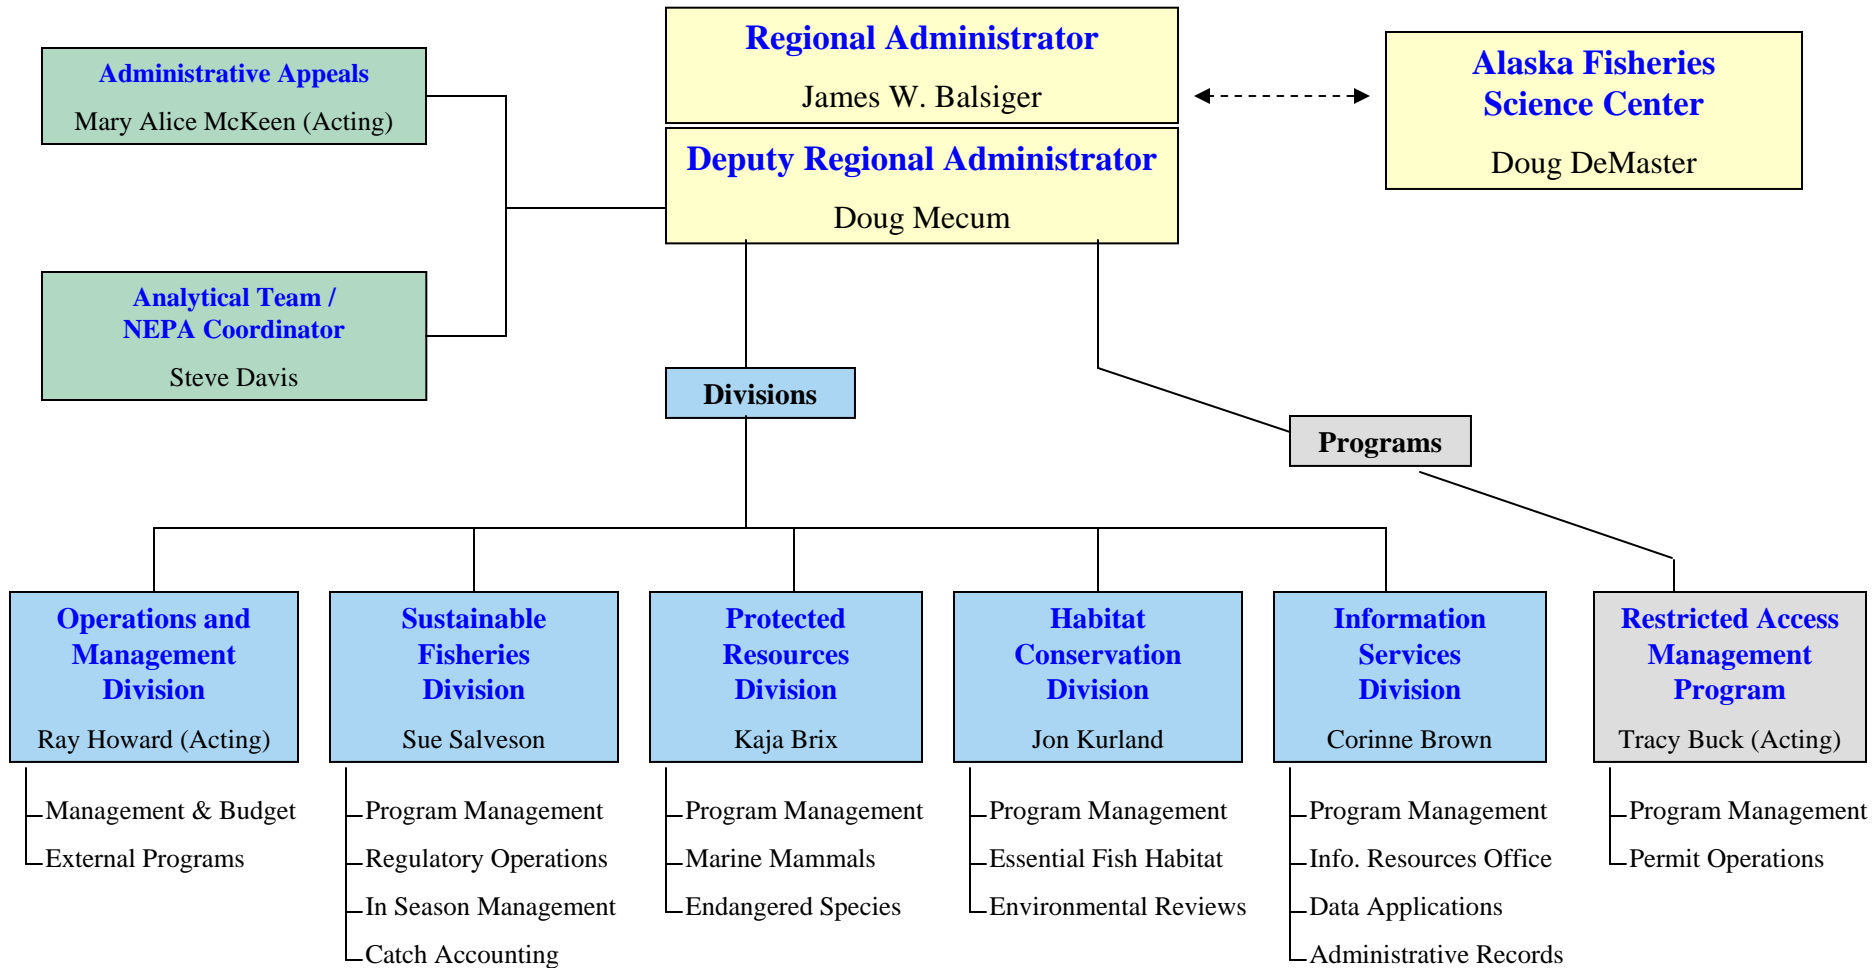 Regional Administrator
James W. Balsiger
Deputy Regional Administrator
Doug Mecum
Alaska Fisheries
Science Center
Doug DeMaster
Administrative Appeals
Mary Alice McKeen (Acting)
Analytical Team /
NEPA Coordinator
Steve Davis
Divisions
Programs
Operations and
Management
Division
Ray Howard (Acting)
Management & Budget
External Programs
Sustainable
Fisheries
Division
Sue Salveson
Program Management
Regulatory Operations
In Season Management
Catch Accounting
Protected
Resources
Division
Kaja Brix
Program Management
Marine Mammals
Endangered Species
Habitat
Conservation
Division
Jon Kurland
Program Management
Essential Fish Habitat
Environmental Reviews
Information
Services
Division
Corinne Brown
Program Management
Info. Resources Office
Data Applications
Administrative Records
Restricted Access
Management
Program
Tracy Buck (Acting)
Program Management
Permit Operations